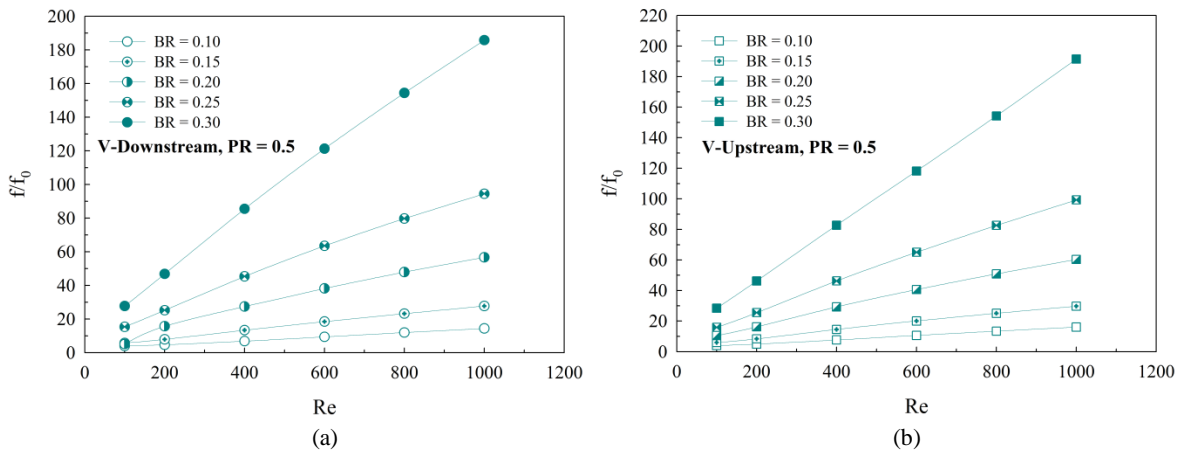 200
180
160
140
120
100
80
60
40
20
0
f/f0
BR = 0.10
BR = 0.15
BR = 0.20
BR = 0.25
BR = 0.30
V-Downstream, PR = 0.5
0 200 400 600 800 1000 1200
Re
(a)
220
200
180
160
140
120
100
80
60
40
20
0
f/f0
BR = 0.10
BR = 0.15
BR = 0.20
BR = 0.25
BR = 0.30
V-Upstream, PR = 0.5
0 200 400 600 800 1000 1200
Re
(b)